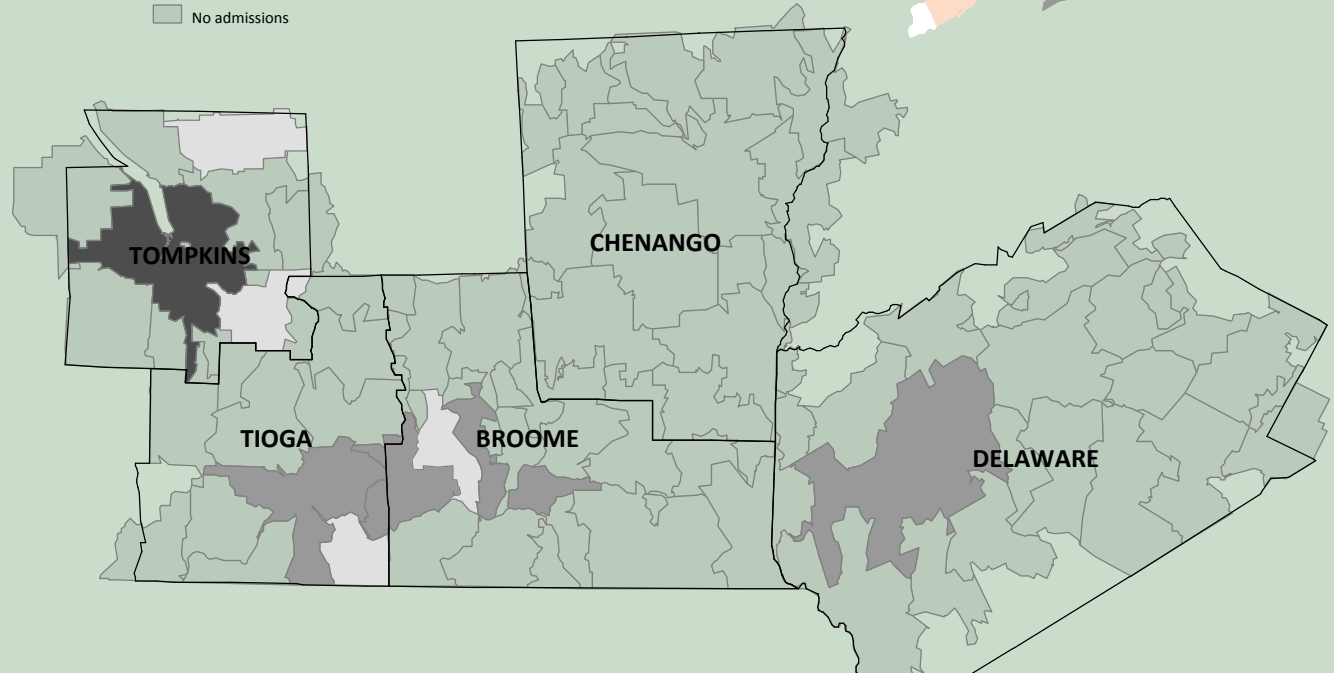 No admissions
CHENANGO
TOMPKINS
TIOGA
BROOME
DELAWARE